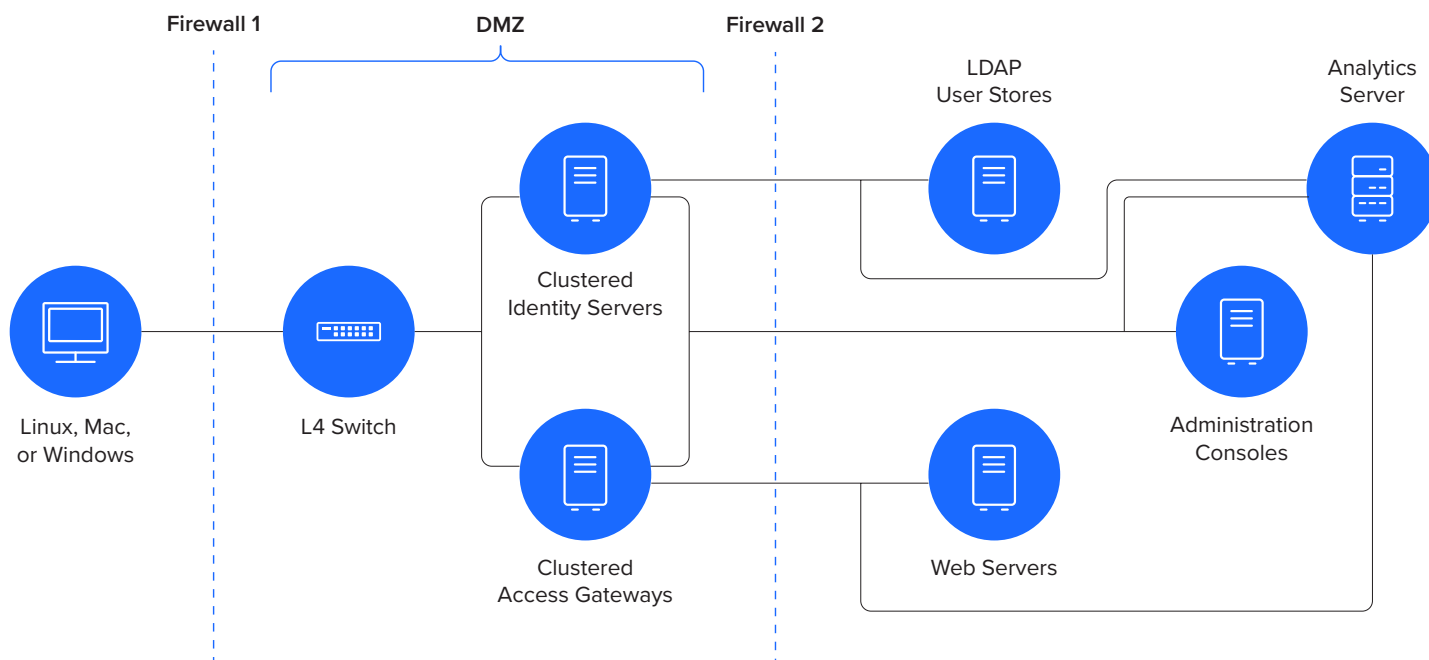 Firewall 1
DMZ
Firewall 2
LDAP
User Stores
Analytics
Server
Clustered
Identity Servers
Linux, Mac,
or Windows
L4 Switch
Administration
Consoles
Clustered
Access Gateways
Web Servers